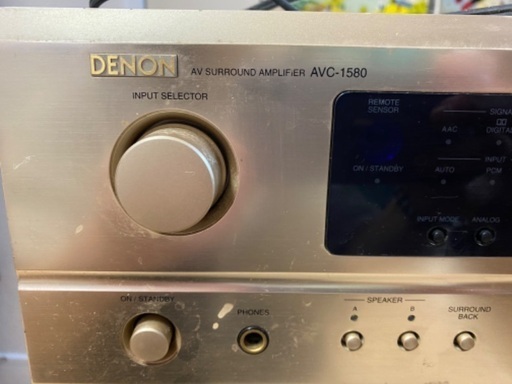 DENON AV SURROUND AMPLIFIER AVC-1580
INPUT SELECTOR
REMOTE
SENSOR
AAC
ON / STANDBY
AUTO
PCM
INPUT
INPUT MODE
ANALOG
ON / STANDBY
PHONES
SPEAKER
A
B
SURROUND
BACK